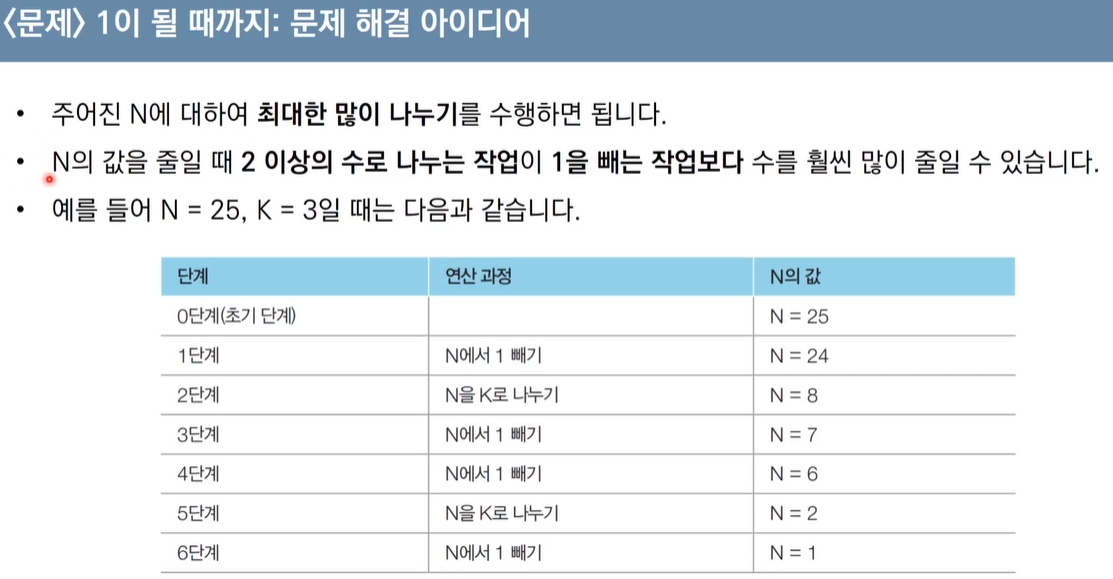 <문제> 1이 될 때까지: 문제 해결 아이디어
• 주어진 N에 대하여 최대한 많이 나누기를 수행하면 됩니다.
• N의 값을 줄일 때 2 이상의 수로 나누는 작업이 1을 빼는 작업보다 수를 훨씬 많이 줄일 수 있습니다.
• 예를 들어 N = 25, K = 3일 때는 다음과 같습니다.
단계 연산 과정 N의 값
0단계(초기 단계) N = 25
1단계 N에서 1 빼기 N = 24
2단계 N을 K로 나누기 N = 8
3단계 N에서 1 빼기 N = 7
4단계 N에서 1 빼기 N = 6
5단계 N을 K로 나누기 N = 2
6단계 N에서 1 빼기 N = 1